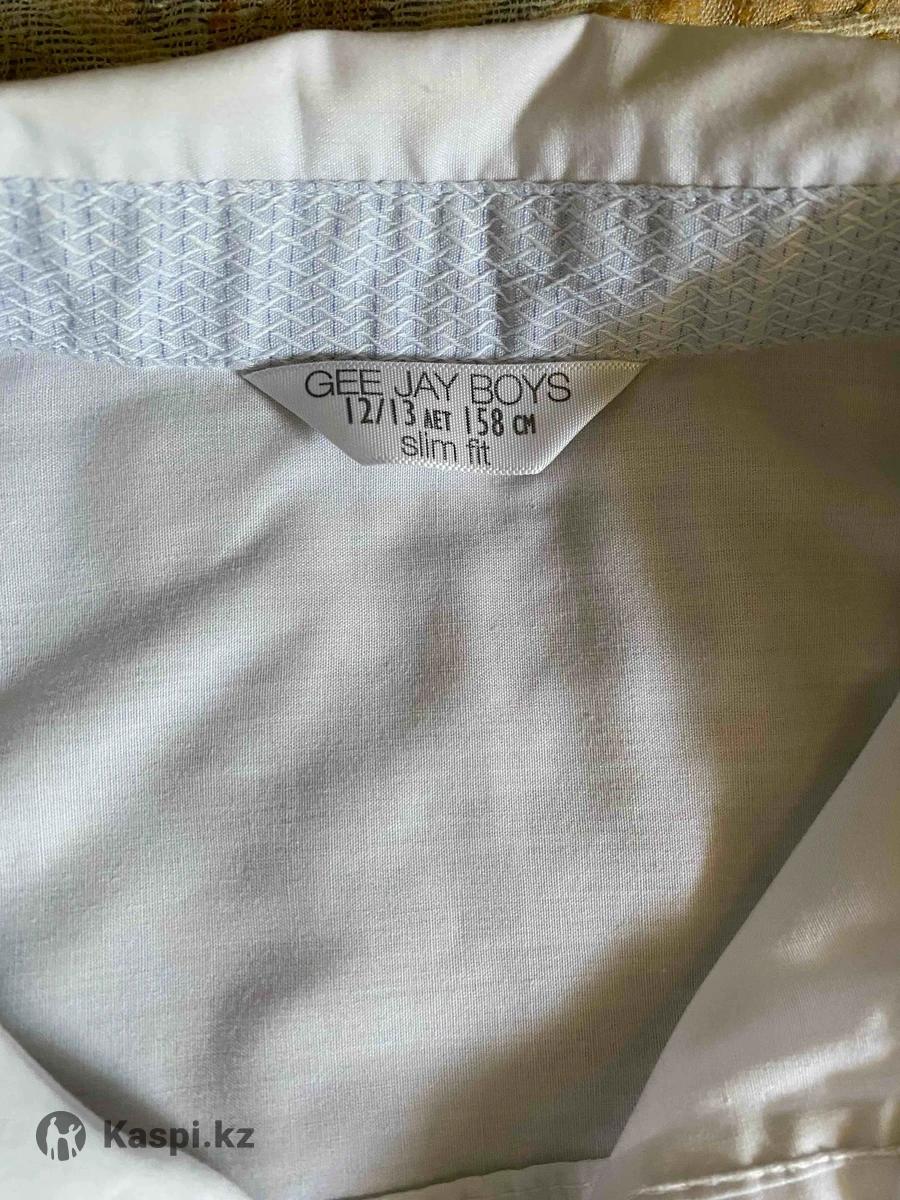 GEE JAY BOYS
12/13 ЛЕТ 158 СМ
slim fit
Kaspi.kz